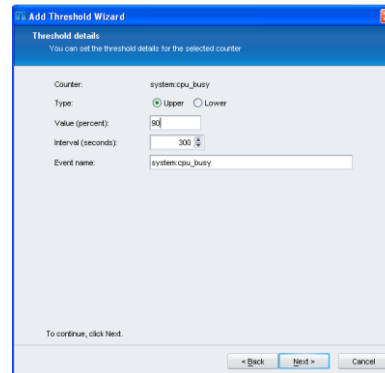 Add Threshold Wizard
Threshold details
You can set the threshold details for the selected counter
Counter: system:cpu_busy
Type: Upper Lower
Value (percent): 90
Interval (seconds): 300
Event name: system:cpu_busy
To continue, click Next.
< Back Next > Cancel